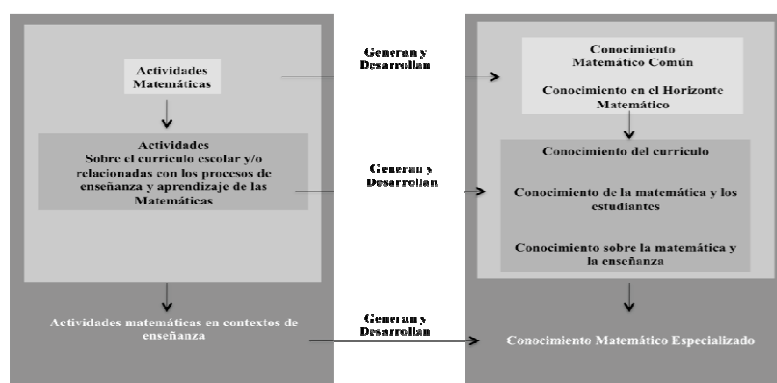 Actividades
Matemáticas
Generan y
Desarrollan
Conocimiento
Matemático Común
Conocimiento en el Horizonte
Matemático
Actividades
Sobre el currículo escolar y/o
relacionadas con los procesos de
enseñanza y aprendizaje de las
Matemáticas
Generan y
Desarrollan
Conocimiento del currículo
Conocimiento de la matemática y los
estudiantes
Conocimiento sobre la matemática y
la enseñanza
Actividades matemáticas en contextos de
enseñanza
Generan y
Desarrollan
Conocimiento Matemático Especializado